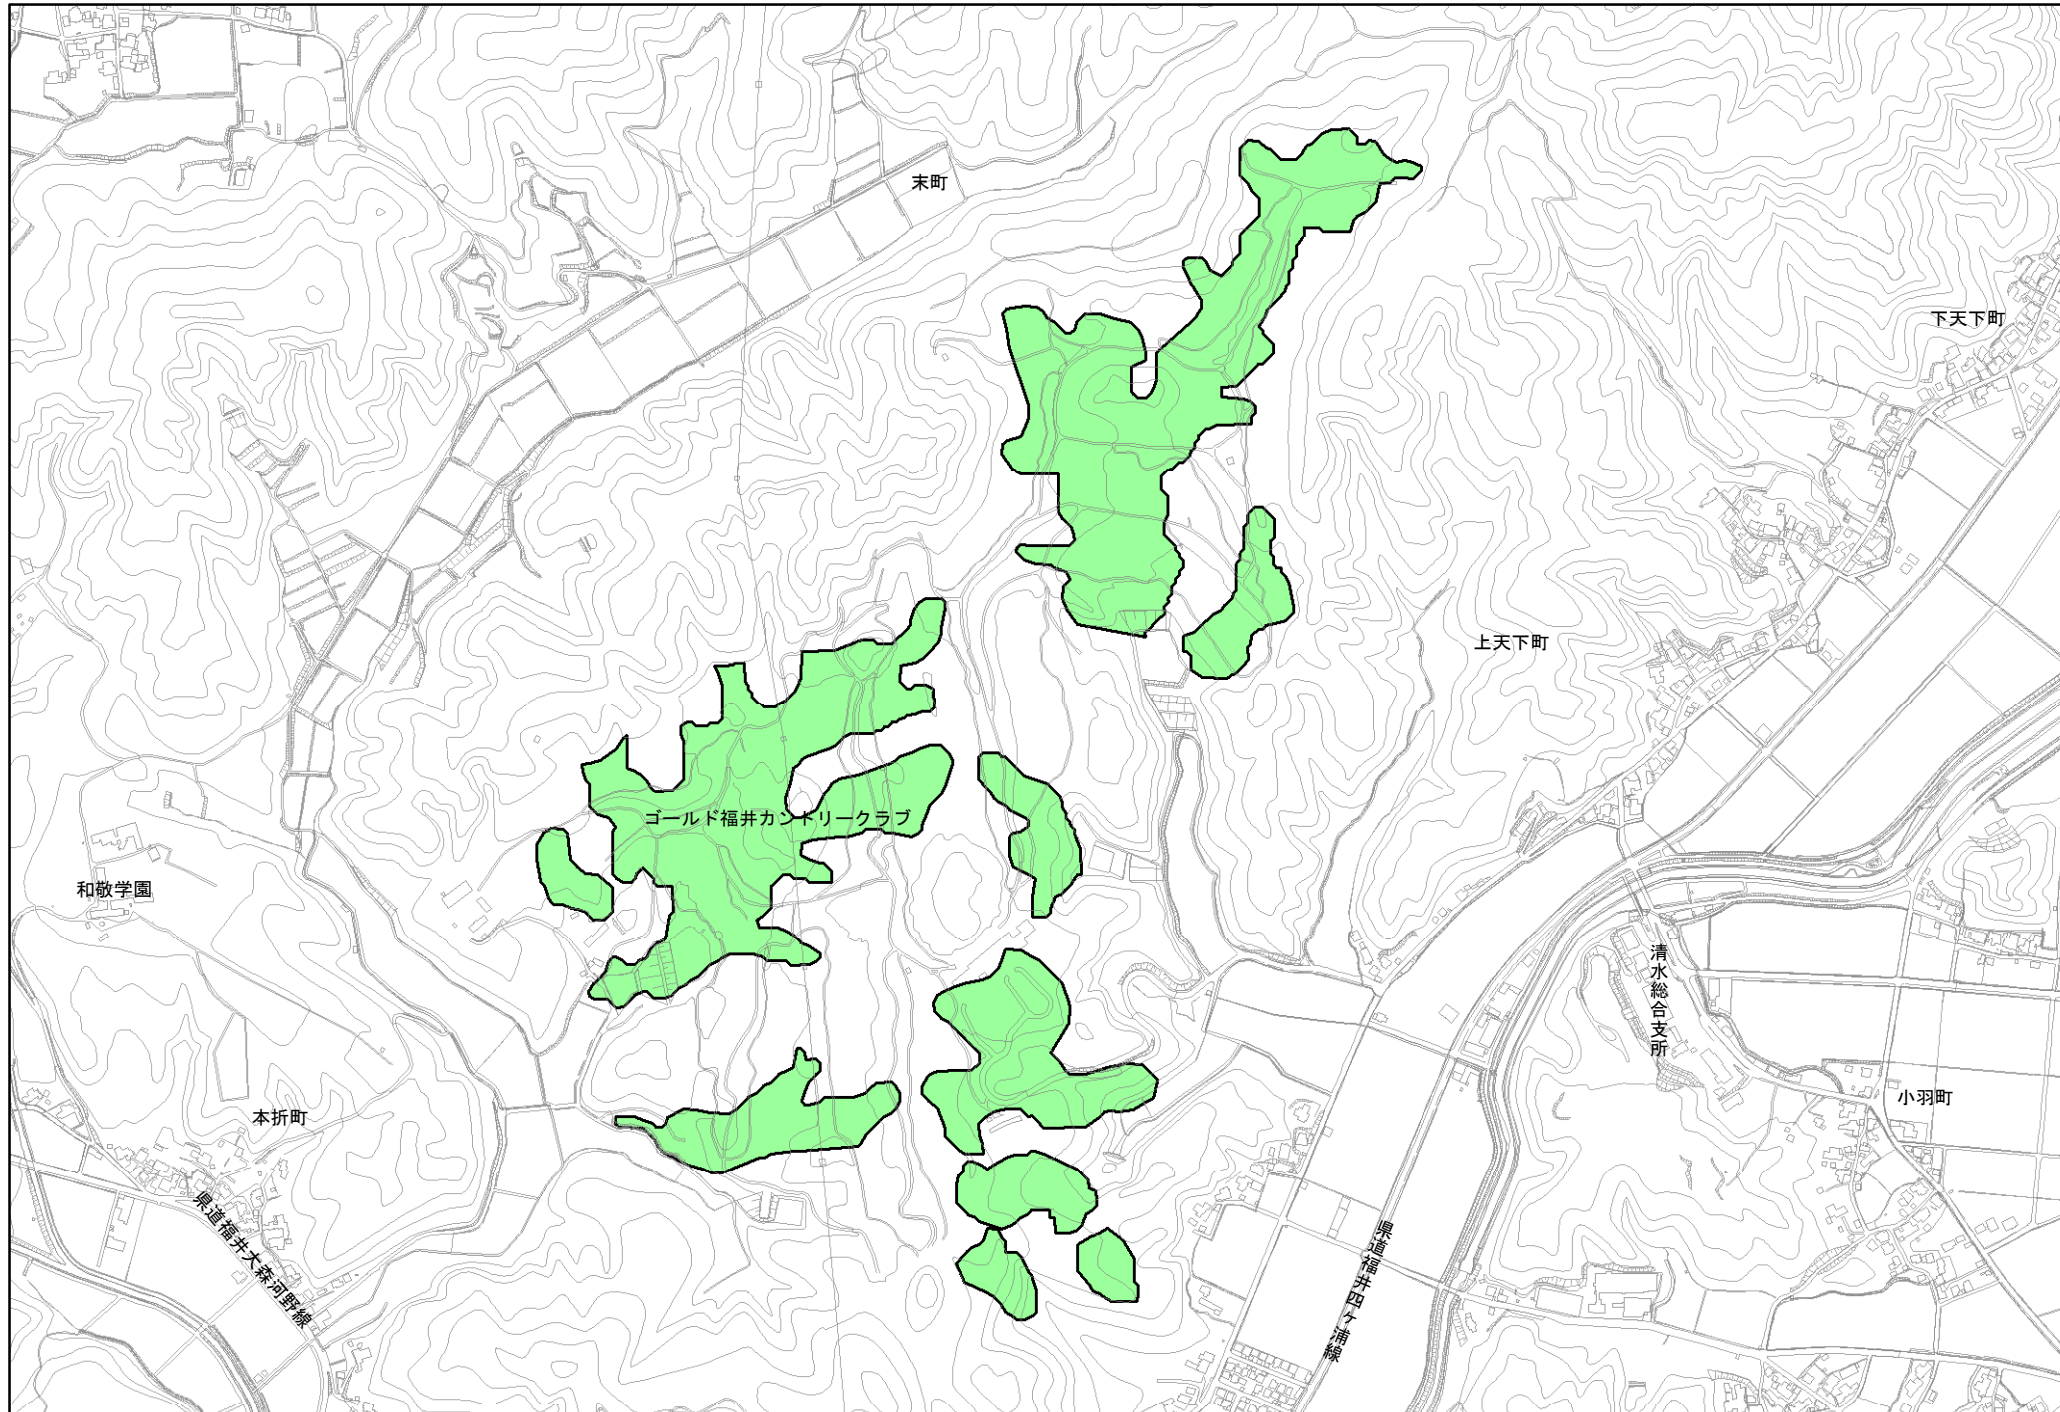 末町
下天下町
上天下町
ゴールド福井カントリークラブ
和敬学園
清水総合支所
小羽町
本折町
県道福井大森河野線
県道福井四ヶ浦線